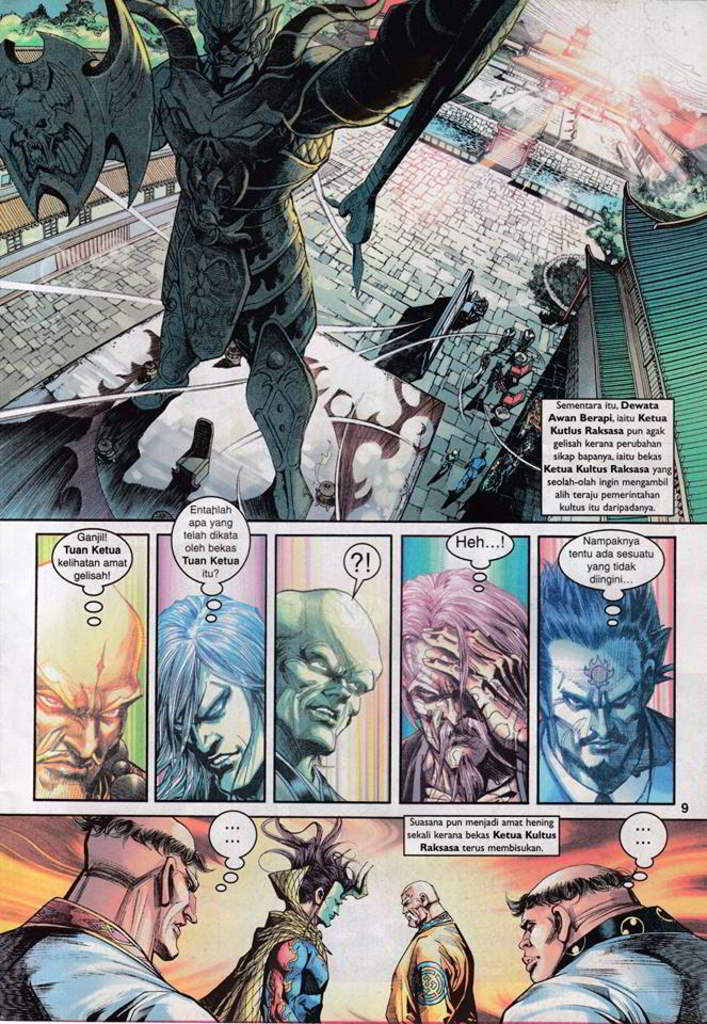 Sementara itu, Dewata
Awan Berapi, iaitu Ketua
Kutlus Raksasa pun agak
gelisah kerana perubahan
sikap bapanya, iaitu bekas
Ketua Kultus Raksasa yang
seolah-olah ingin mengambil
alih teraju pemerintahan
kultus itu daripadanya.
Ganjil!
Tuan Ketua
kelihatan amat
gelisah!
Entahlah
apa yang
telah dikata
oleh bekas
Tuan Ketua
itu?
?!
Heh...!
Nampaknya
tentu ada sesuatu
yang tidak
diingini...
9
...
...
Suasana pun menjadi amat hening
sekali kerana bekas Ketua Kultus
Raksasa terus membisukan.
...
...